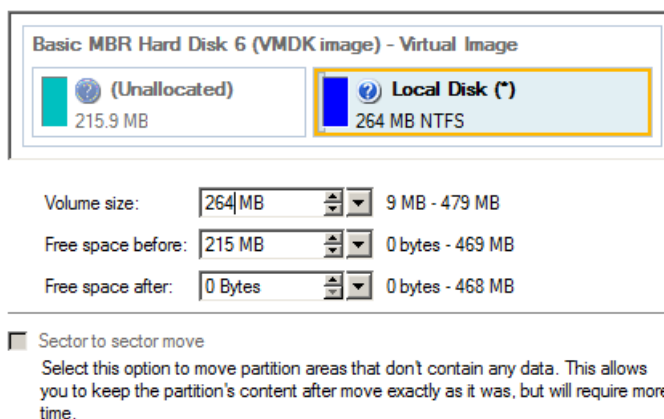 Basic MBR Hard Disk 6 (VMDK image) - Virtual Image
(Unallocated)
215.9 MB
Local Disk (*)
264 MB NTFS
Volume size: 264 MB 9 MB - 479 MB
Free space before: 215 MB 0 bytes - 469 MB
Free space after: 0 Bytes 0 bytes - 468 MB
Sector to sector move
Select this option to move partition areas that don't contain any data. This allows
you to keep the partition's content after move exactly as it was, but will require more
time.